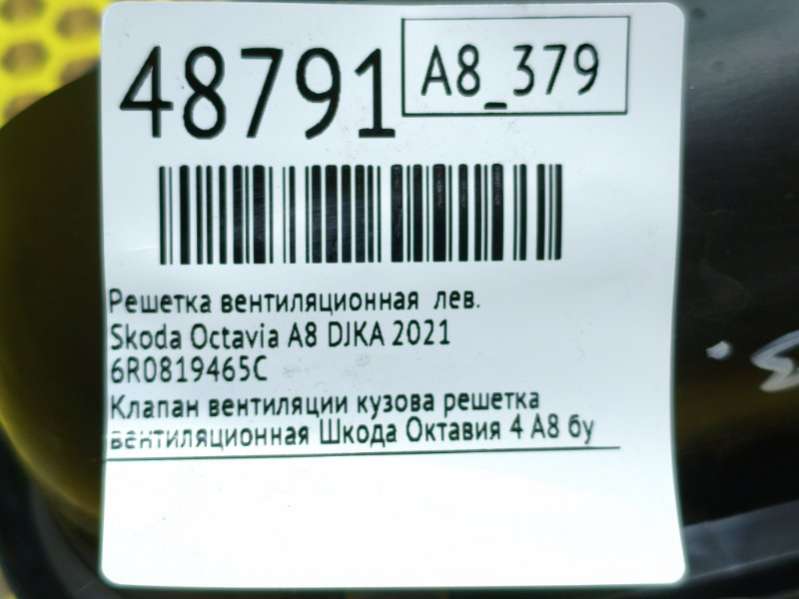 48791
A8_379
Решетка вентиляционная лев.
Skoda Octavia A8 DJKA 2021
6R0819465C
Клапан вентиляции кузова решетка
вентиляционная Шкода Октавия 4 А8 бу